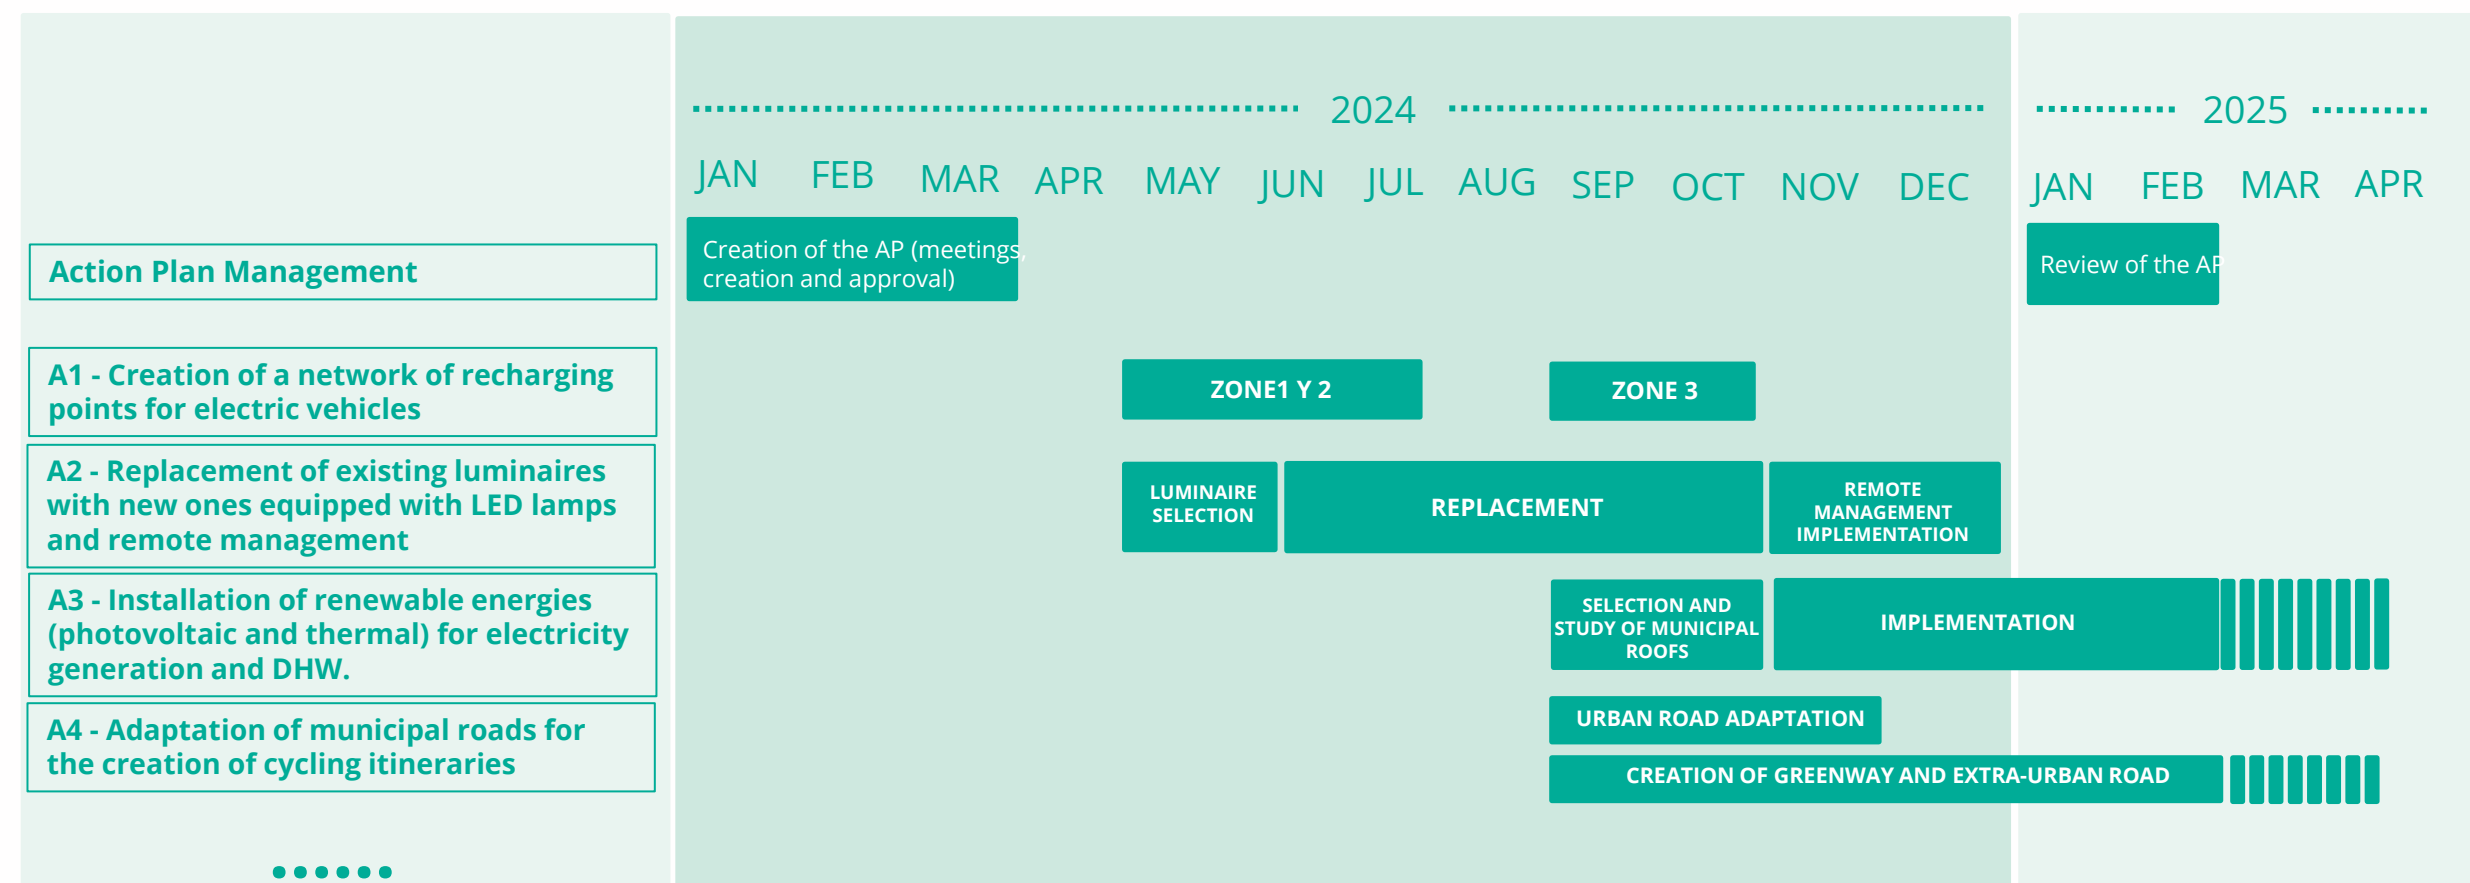 2024
2025
JAN FEB MAR APR MAY JUN JUL AUG SEP OCT NOV DEC JAN FEB MAR APR
Action Plan Management
Creation of the AP (meetings,
creation and approval)
Review of the AP
A1 - Creation of a network of recharging
points for electric vehicles
ZONE1 Y 2
ZONE 3
A2 - Replacement of existing luminaires
with new ones equipped with LED lamps
and remote management
LUMINAIRE
SELECTION
REPLACEMENT
REMOTE
MANAGEMENT
IMPLEMENTATION
A3 - Installation of renewable energies
(photovoltaic and thermal) for electricity
generation and DHW.
SELECTION AND
STUDY OF MUNICIPAL
ROOFS
IMPLEMENTATION
A4 - Adaptation of municipal roads for
the creation of cycling itineraries
URBAN ROAD ADAPTATION
CREATION OF GREENWAY AND EXTRA-URBAN ROAD